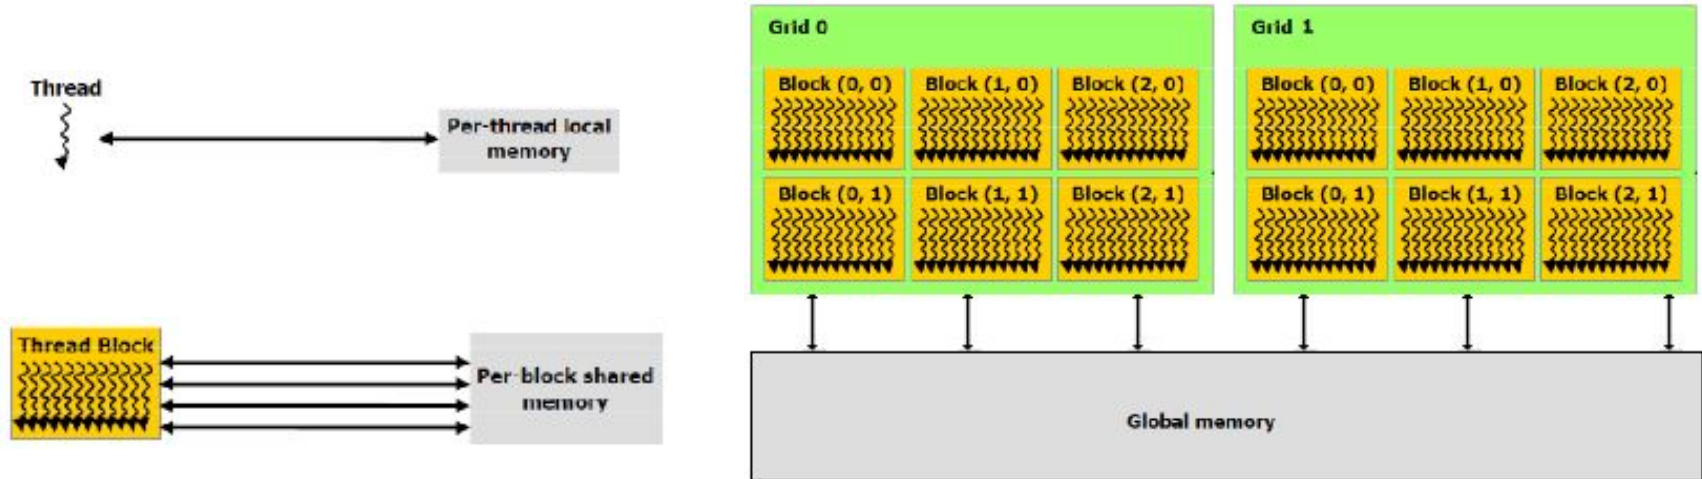 Thread
Per-thread local
memory
Thread Block
Per-block shared
memory
Grid 0
Block (0, 0) Block (1, 0) Block (2, 0)
Block (0, 1) Block (1, 1) Block (2, 1)
Grid 1
Block (0, 0) Block (1, 0) Block (2, 0)
Block (0, 1) Block (1, 1) Block (2, 1)
Global memory